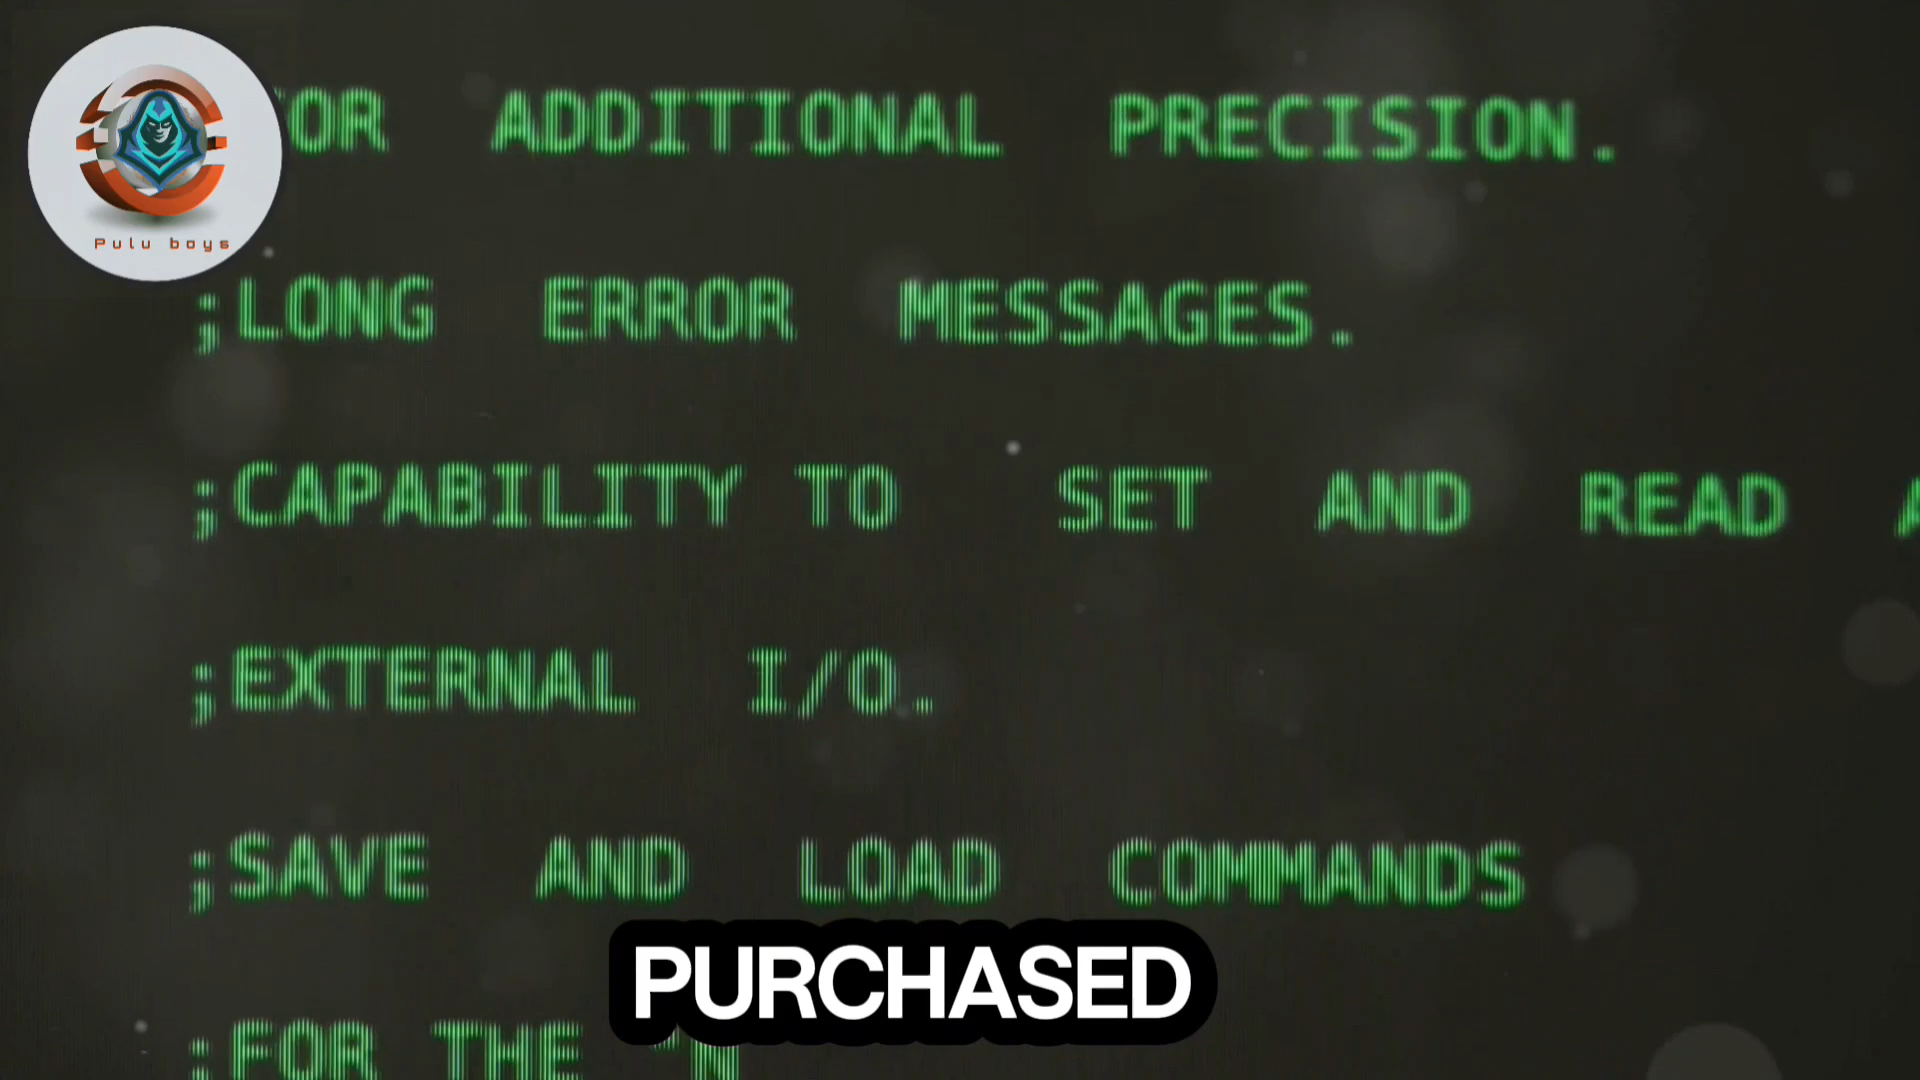 OR ADDITIONAL PRECISION.
Pulu boys
;LONG ERROR MESSAGES.
;CAPABILITY TO SET AND READ A
;EXTERNAL I/O.
;SAVE AND LOAD COMMANDS
PURCHASED
;FOR THE